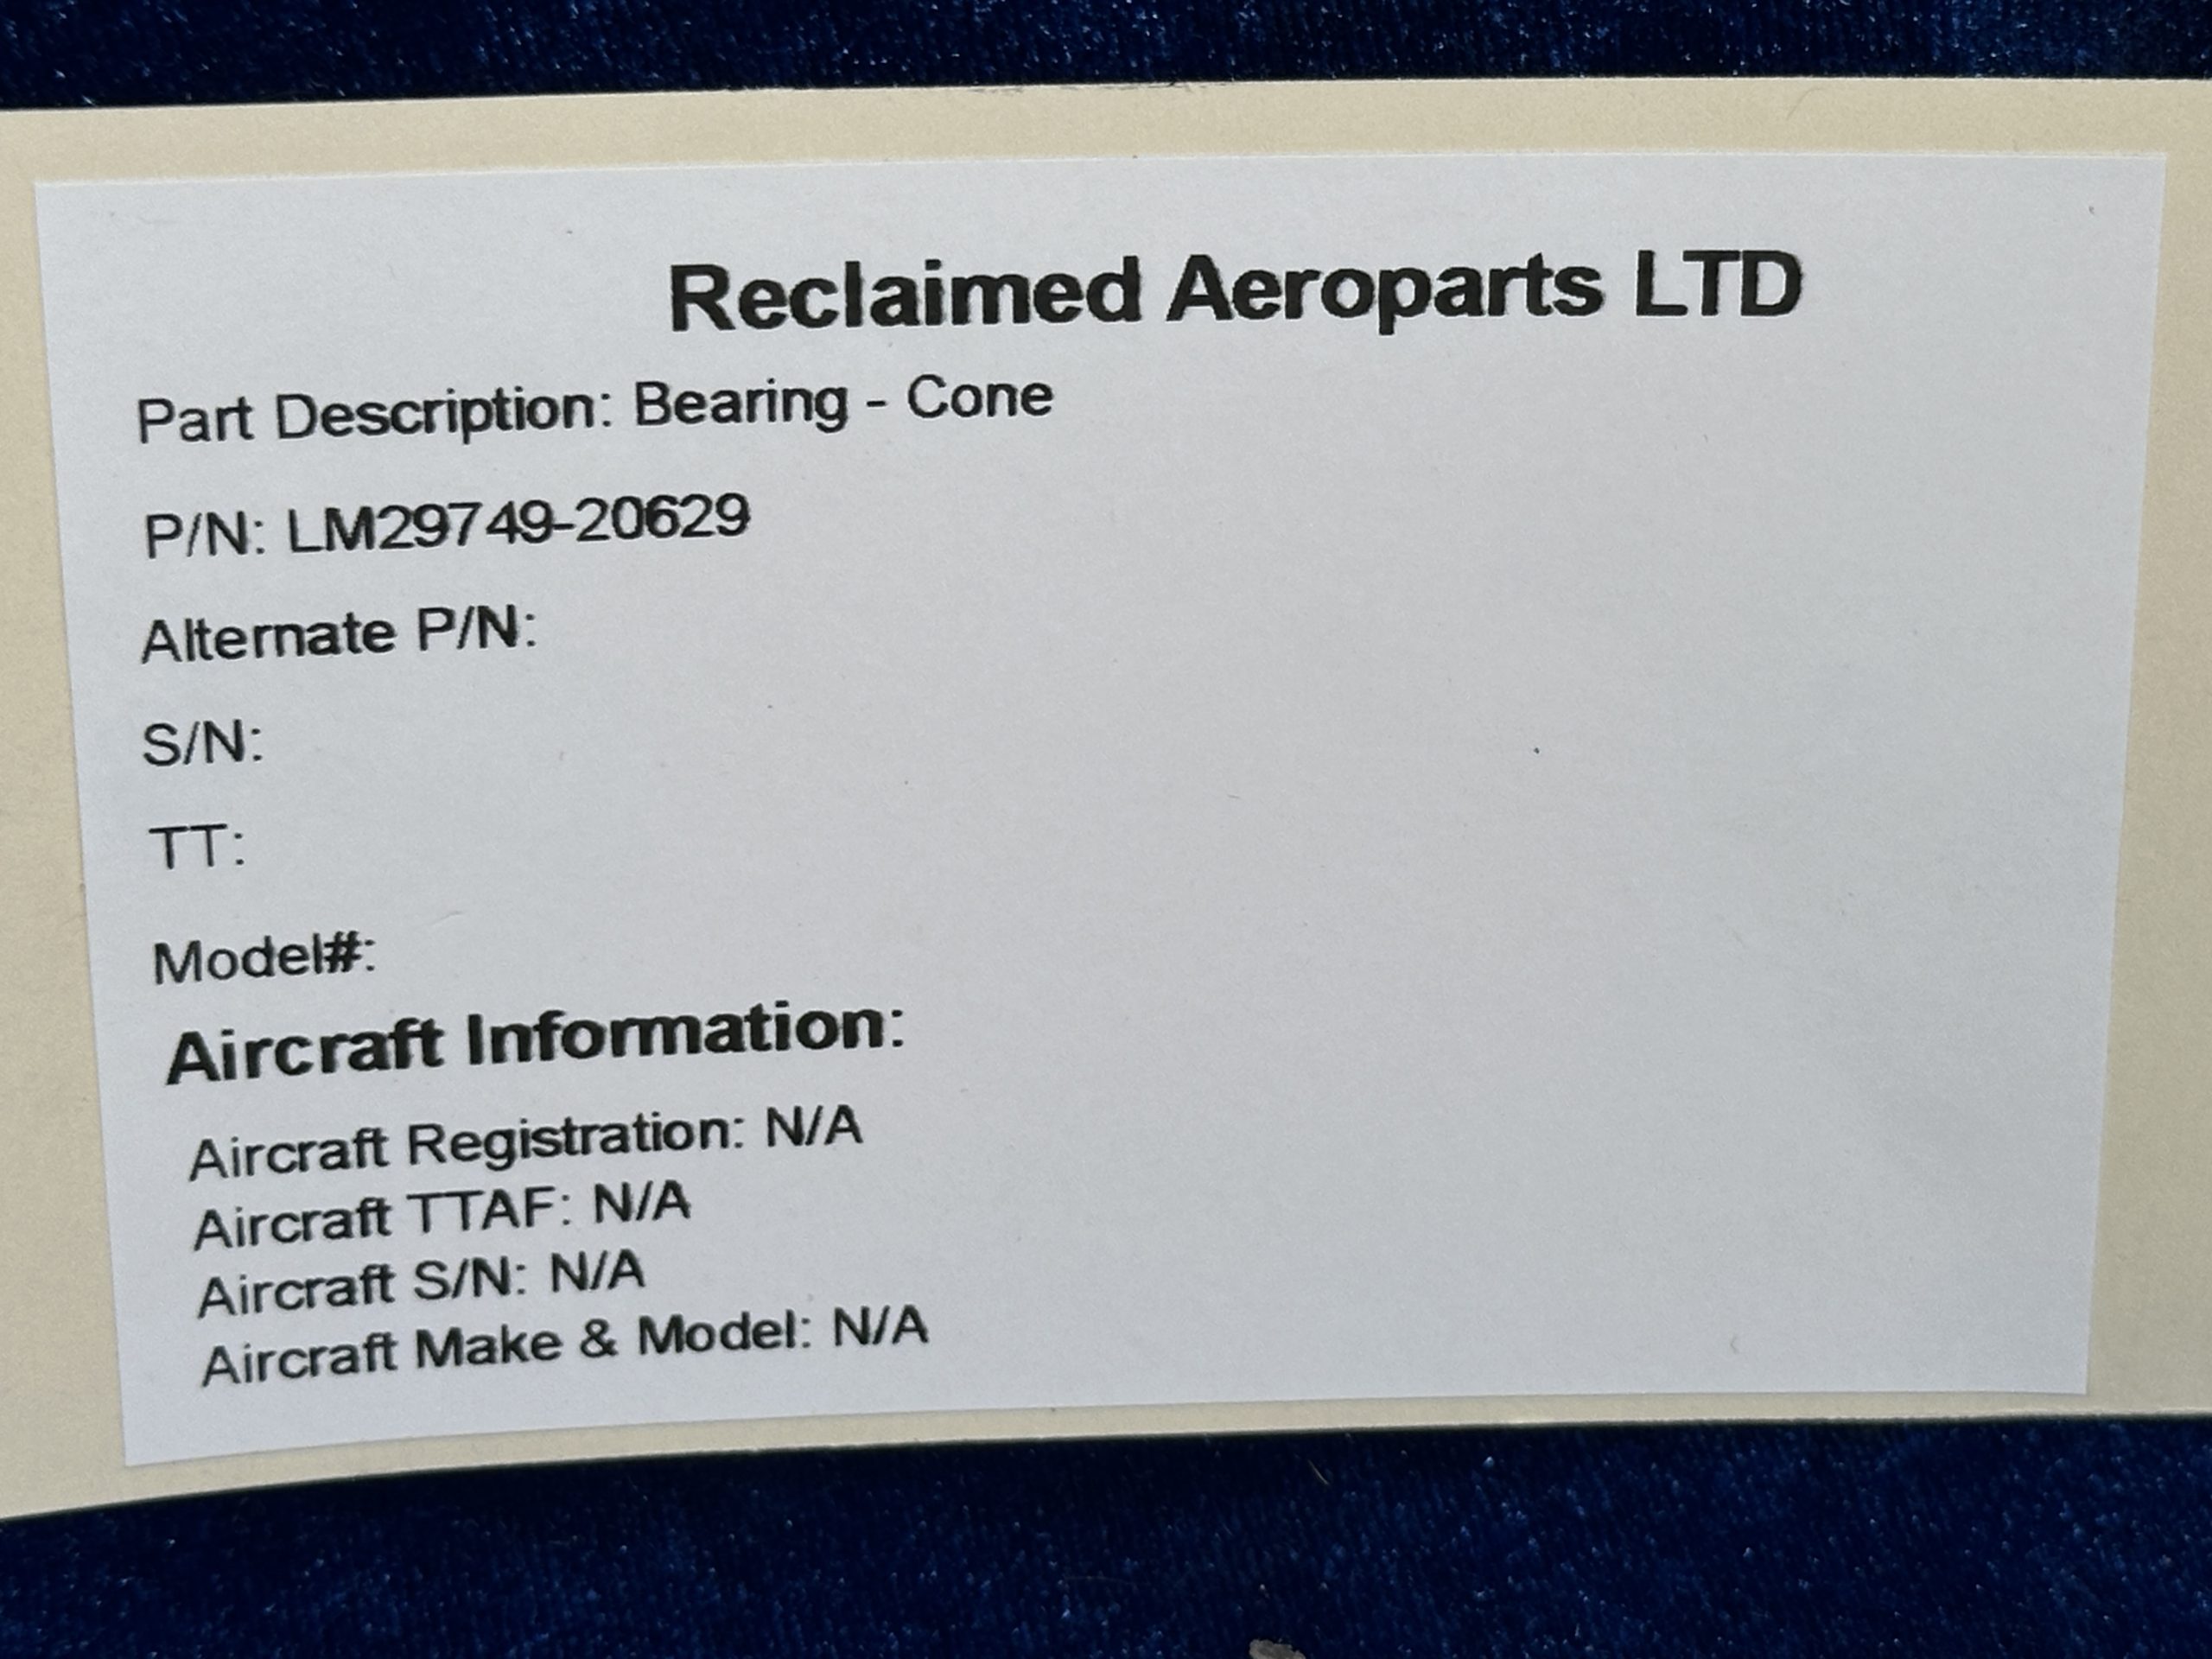 Reclaimed Aeroparts LTD
Part Description: Bearing - Cone
P/N: LM29749-20629
Alternate P/N:
S/N:
TT:
Model#:
Aircraft Information:
Aircraft Registration: N/A
Aircraft TTAF: N/A
Aircraft S/N: N/A
Aircraft Make & Model: N/A